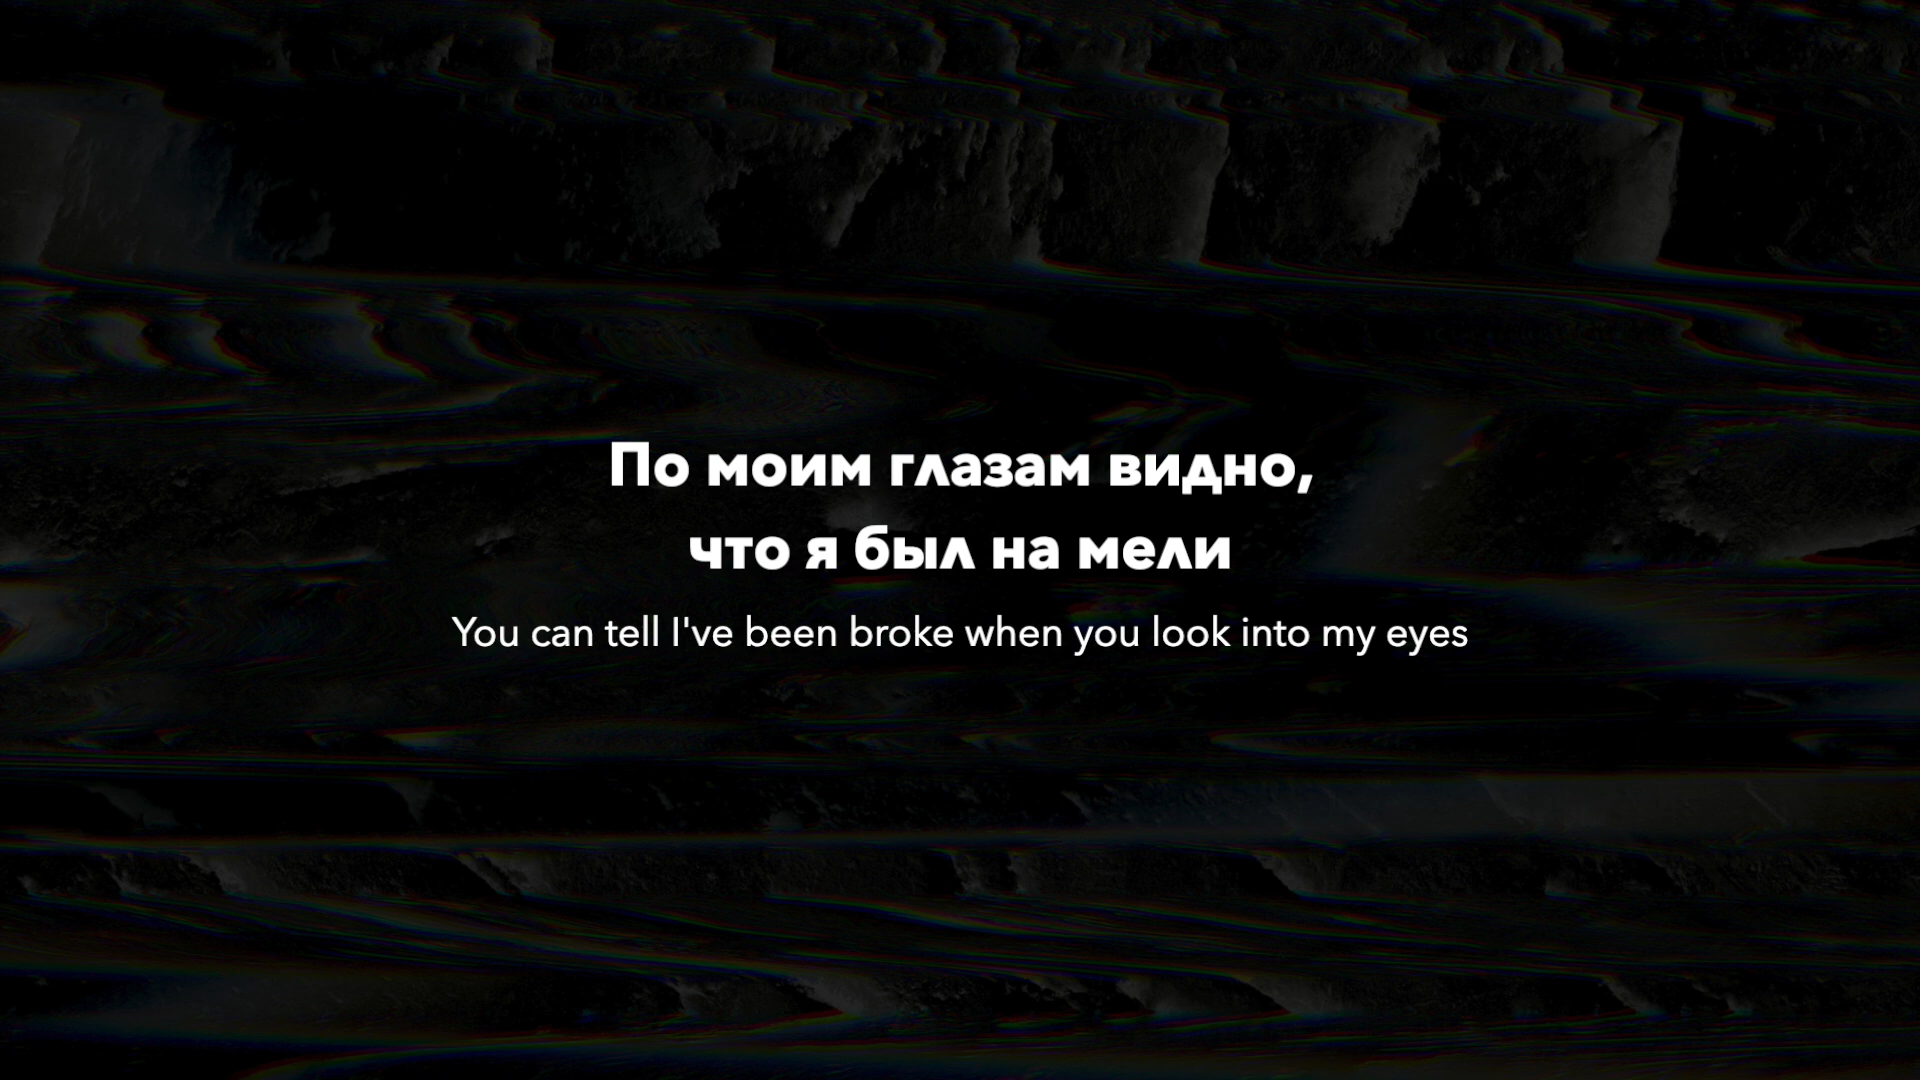 По моим глазам видно,
что я был на мели
You can tell I've been broke when you look into my eyes